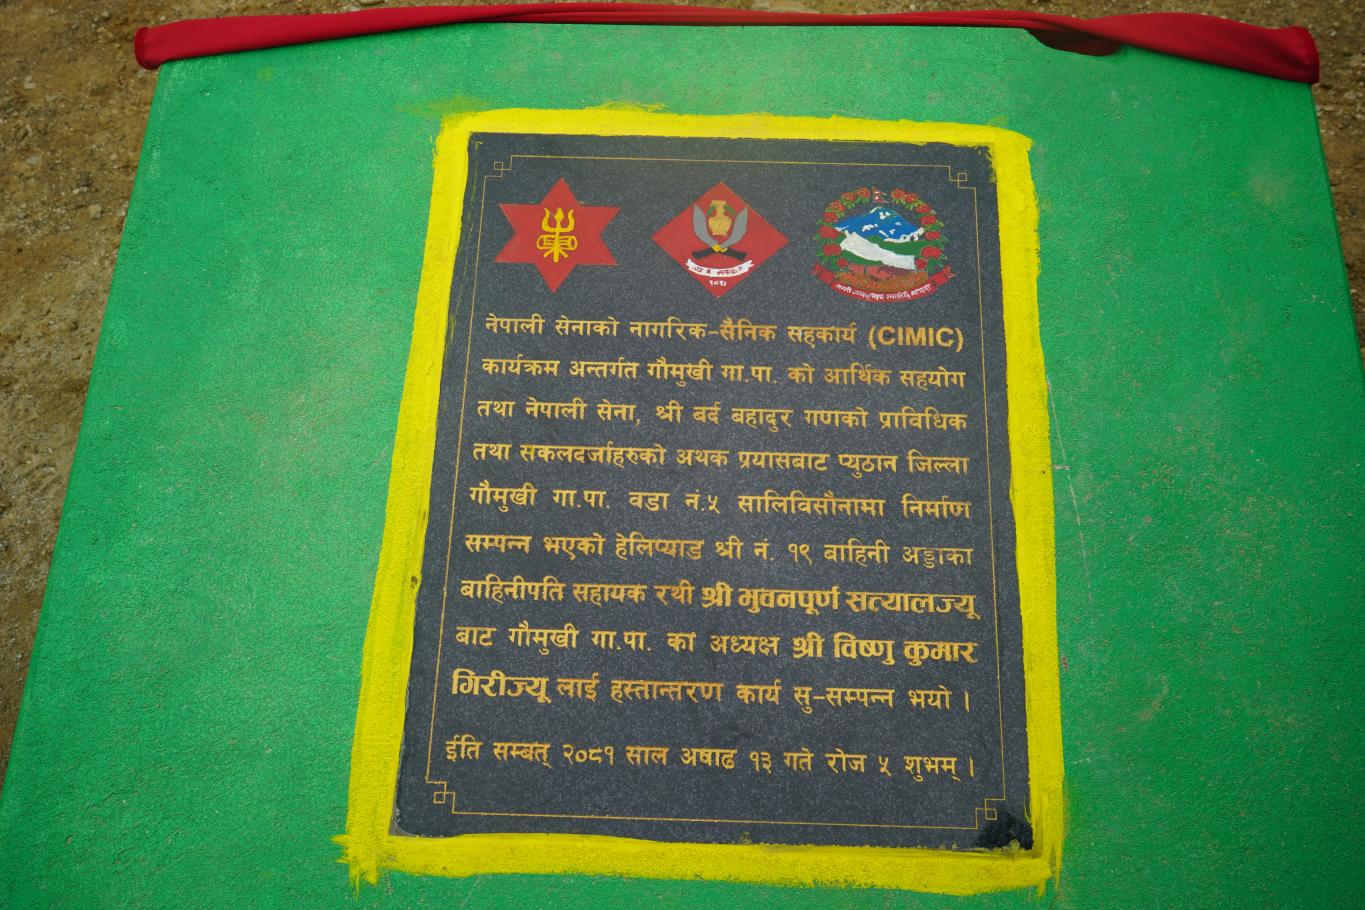 नेपाली सेनाको नागरिक-सैनिक सहकार्य (CIMIC)
कार्यक्रम अन्तर्गत गौमुखी गा.पा. को आर्थिक सहयोग
तथा नेपाली सेना, श्री बर्द बहादुर गणको प्राविधिक
तथा सकलदर्जाहरुको अथक प्रयासबाट प्युठान जिल्ला
गौमुखी गा.पा. वडा नं.५ सालिविसौनामा निर्माण
सम्पन्न भएको हेलिप्याड श्री नं. १९ बाहिनी अड्डाका
बाहिनीपति सहायक रथी श्री भुवनपूर्ण सत्यालज्यू
बाट गौमुखी गा.पा. का अध्यक्ष श्री विष्णु कुमार
गिरीज्यू लाई हस्तान्तरण कार्य सु-सम्पन्न भयो ।
ईति सम्बत् २०८१ साल अषाढ १३ गते रोज ५ शुभम् ।